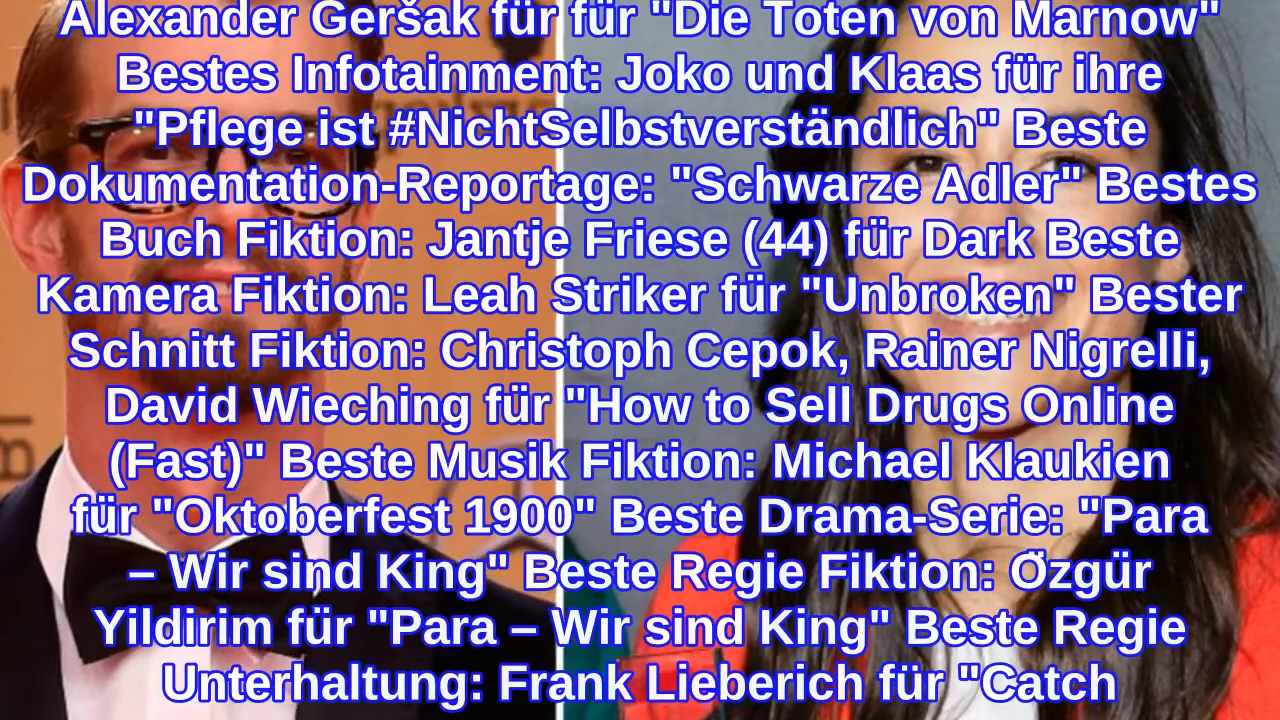 Alexander Geršak für für "Die Toten von Marnow"
Bestes Infotainment: Joko und Klaas für ihre
"Pflege ist #NichtSelbstverständlich" Beste
Dokumentation-Reportage: "Schwarze Adler" Bestes
Buch Fiktion: Jantje Friese (44) für Dark Beste
Kamera Fiktion: Leah Striker für "Unbroken" Bester
Schnitt Fiktion: Christoph Cepok, Rainer Nigrelli,
David Wieching für "How to Sell Drugs Online
(Fast)" Beste Musik Fiktion: Michael Klaukien
für "Oktoberfest 1900" Beste Drama-Serie: "Para
– Wir sind King" Beste Regie Fiktion: Özgür
Yildirim für "Para – Wir sind King" Beste Regie
Unterhaltung: Frank Lieberich für "Catch